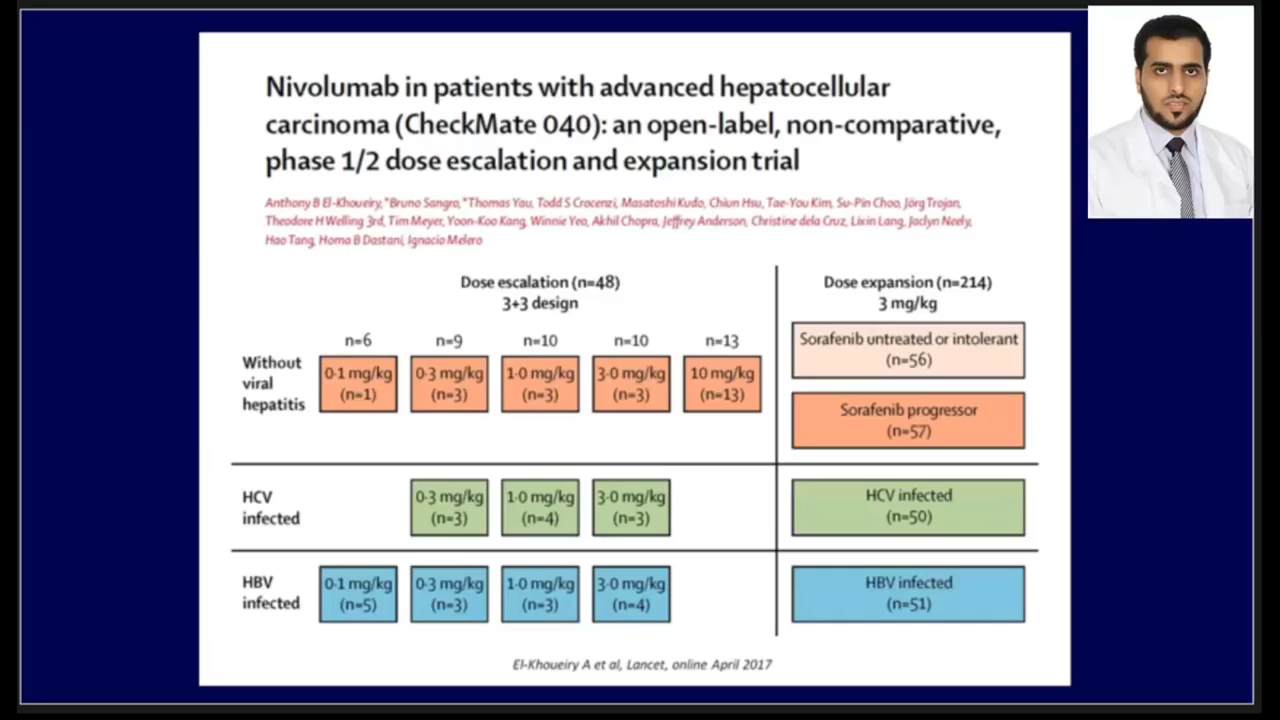 Nivolumab in patients with advanced hepatocellular
carcinoma (CheckMate 040): an open-label, non-comparative,
phase 1/2 dose escalation and expansion trial
Anthony B El-Khoueiry,* Bruno Sangro,* Thomas Yau, Todd S Crocenzi, Masatoshi Kudo, Chiun Hsu, Tae-You Kim, Su-Pin Choo, Jörg Trojan,
Theodore H Welling 3rd, Tim Meyer, Yoon-Koo Kang, Winnie Yeo, Akhil Chopra, Jeffrey Anderson, Christine dela Cruz, Lixin Lang, Jaclyn Neely,
Hao Tang, Homa B Dastani, Ignacio Melero
Dose escalation (n=48)
3+3 design
Dose expansion (n=214)
3 mg/kg
n=6 n=9 n=10 n=10 n=13
Without
viral
hepatitis
0·1 mg/kg
(n=1)
0·3 mg/kg
(n=3)
1·0 mg/kg
(n=3)
3·0 mg/kg
(n=3)
10 mg/kg
(n=13)
Sorafenib untreated or intolerant
(n=56)
Sorafenib progressor
(n=57)
HCV
infected
0·3 mg/kg
(n=3)
1·0 mg/kg
(n=4)
3·0 mg/kg
(n=3)
HCV infected
(n=50)
HBV
infected
0·1 mg/kg
(n=5)
0·3 mg/kg
(n=3)
1·0 mg/kg
(n=3)
3·0 mg/kg
(n=4)
HBV infected
(n=51)
El-Khoueiry A et al, Lancet, online April 2017